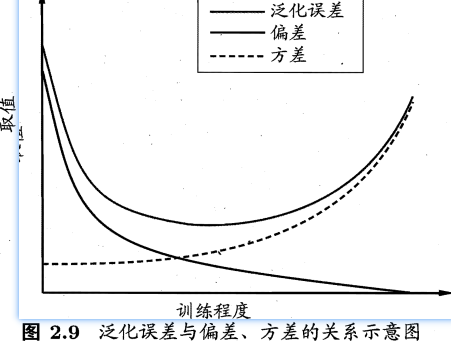 泛化误差
偏差
方差
取值
训练程度
图 2.9 泛化误差与偏差、方差的关系示意图